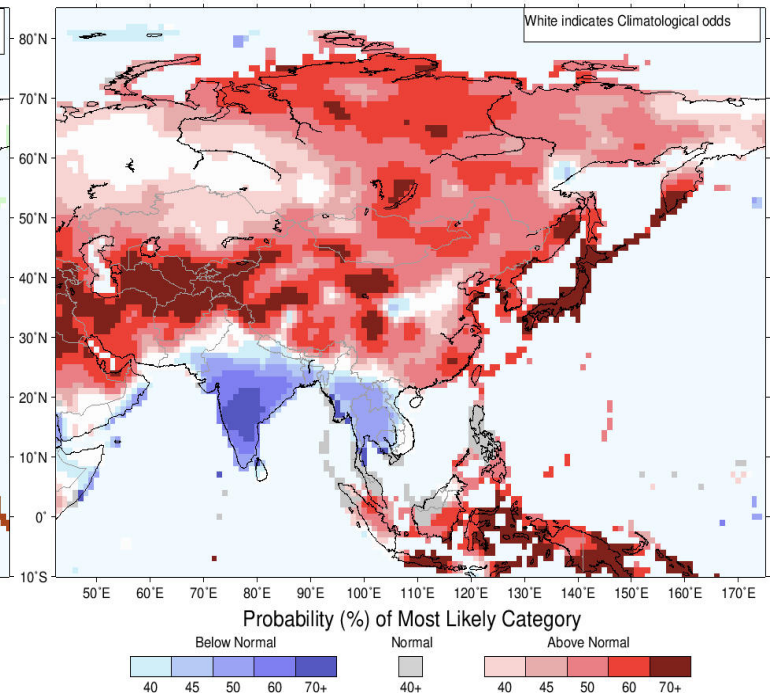 White indicates Climatological odds
80°N
70°N
60°N
50°N
40°N
30°N
20°N
10°N
0°
10°S
50°E 60°E 70°E 80°E 90°E 100°E 110°E 120°E 130°E 140°E 150°E 160°E 170°E
Probability (%) of Most Likely Category
Below Normal Normal Above Normal
40 45 50 60 70+ 40+ 40 45 50 60 70+